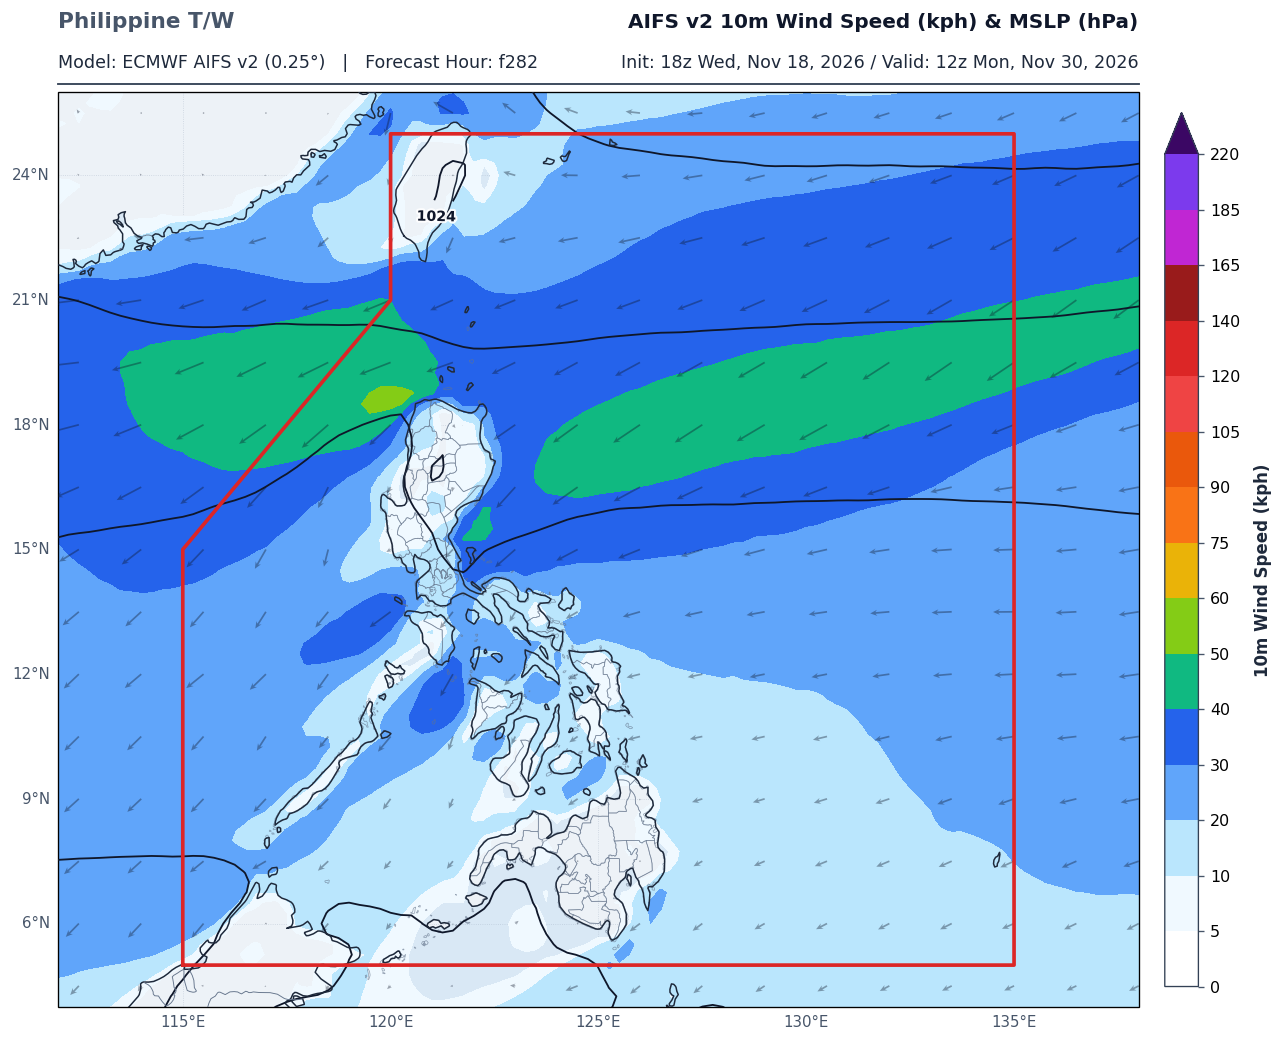 Philippine T/W
AIFS v2 10m Wind Speed (kph) & MSLP (hPa)
Model: ECMWF AIFS v2 (0.25°) | Forecast Hour: f282
Init: 18z Wed, Nov 18, 2026 / Valid: 12z Mon, Nov 30, 2026
24°N
21°N
18°N
15°N
12°N
9°N
6°N
1024
115°E
120°E
125°E
130°E
135°E
220
185
165
140
120
105
90
75
60
50
40
30
20
10
5
0
10m Wind Speed (kph)